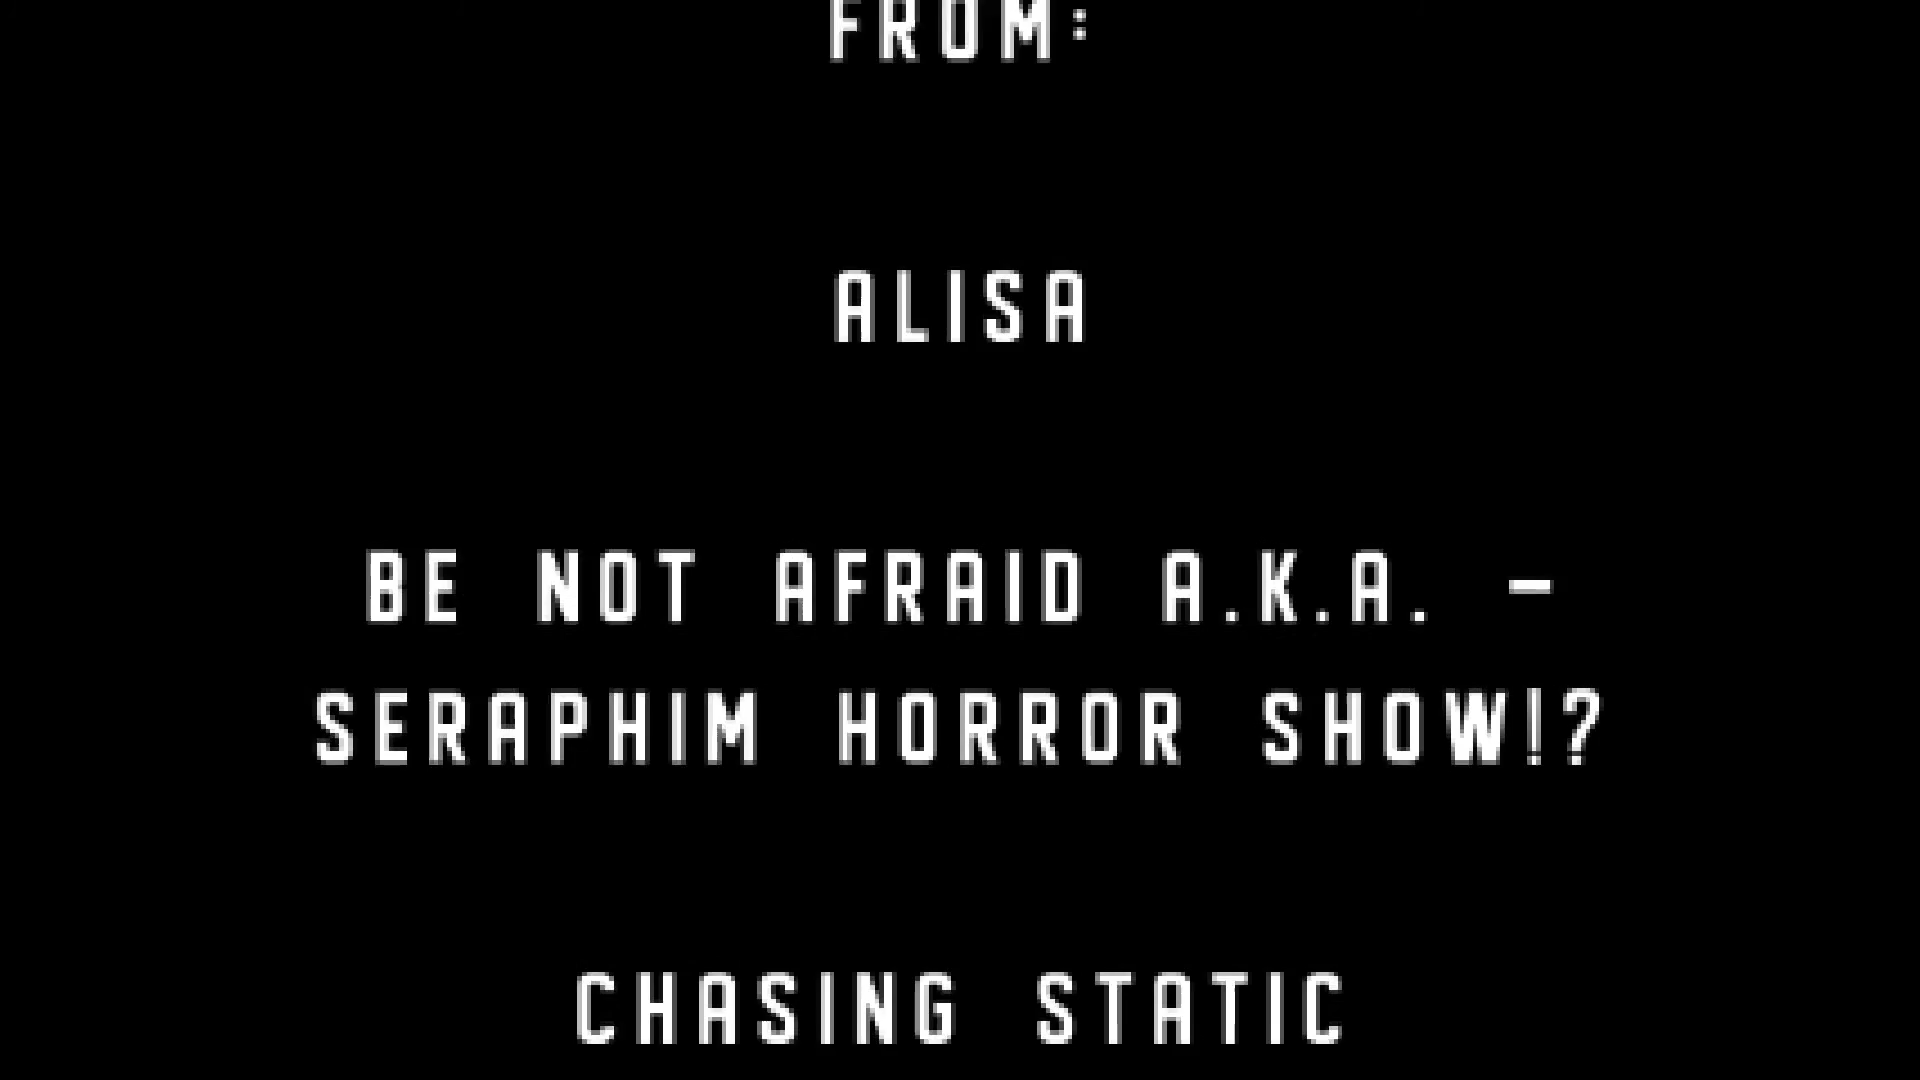 FROM:
ALISA
BE NOT AFRAID A.K.A. –
SERAPHIM HORROR SHOW!?
CHASING STATIC